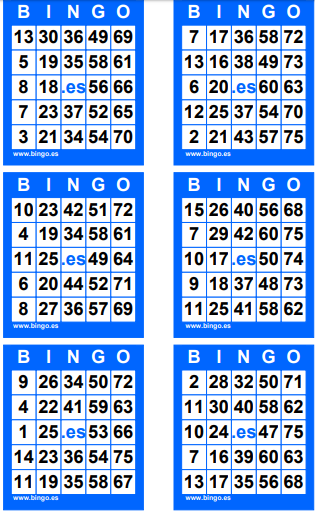 B I N G O
13 30 36 49 69
5 19 35 58 61
8 18 .es 56 66
7 23 37 52 65
3 21 34 54 70
www.bingo.es
B I N G O
7 17 36 58 72
13 16 38 49 73
6 20 .es 60 63
12 25 37 54 70
2 21 43 57 75
www.bingo.es
B I N G O
10 23 42 51 72
4 19 34 58 61
11 25 .es 49 64
6 20 44 52 71
8 27 36 57 69
www.bingo.es
B I N G O
15 26 40 56 68
7 29 42 60 75
10 17 .es 50 74
9 18 37 48 73
11 25 41 58 62
www.bingo.es
B I N G O
9 26 34 50 72
4 22 41 59 63
1 25 .es 53 66
14 23 36 54 75
11 19 35 58 67
www.bingo.es
B I N G O
2 28 32 50 71
11 30 40 58 62
10 24 .es 47 75
7 16 39 60 63
13 17 35 56 68
www.bingo.es